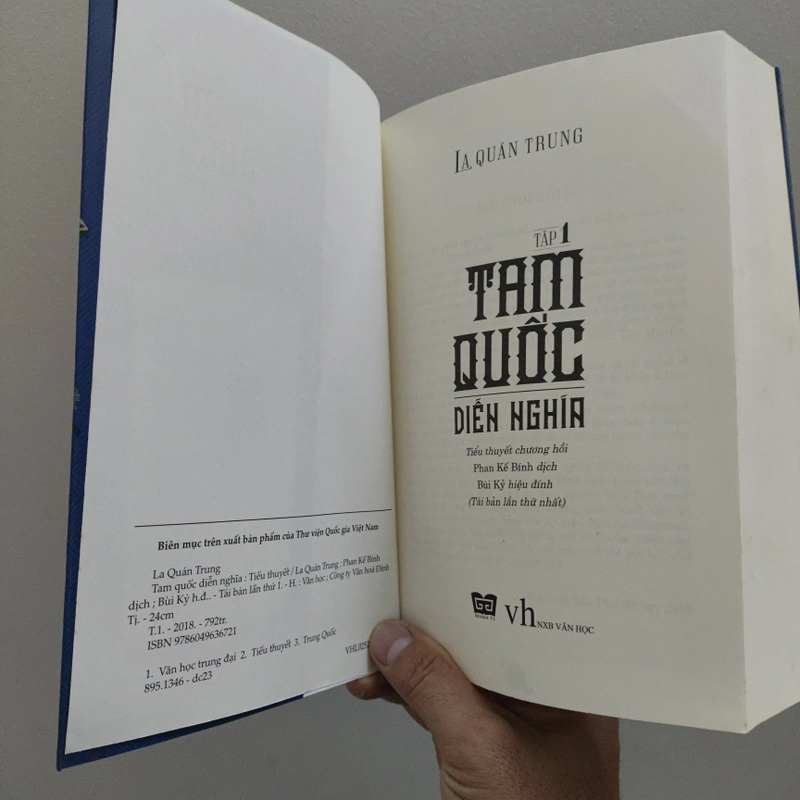 Biên mục trên xuất bản phẩm của Thư viện Quốc gia Việt Nam
La Quán Trung
Tam quốc diễn nghĩa : Tiểu thuyết / La Quán Trung ; Phan Kế Bính
dịch ; Bùi Kỷ h.đ.. - Tái bản lần thứ 1. - H. : Văn học ; Công ty Văn hoá Đinh
Tị. - 24cm
T.1. - 2018. - 792tr.
ISBN 9786049636721
1. Văn học trung đại 2. Tiểu thuyết 3. Trung Quốc
895.1346 - dc23
LA QUÁN TRUNG
TẬP 1
TAM
QUỐC
DIỄN NGHĨA
Tiểu thuyết chương hồi
Phan Kế Bính dịch
Bùi Kỷ hiệu đính
(Tái bản lần thứ nhất)
ĐINH TỊ
vh NXB VĂN HỌC